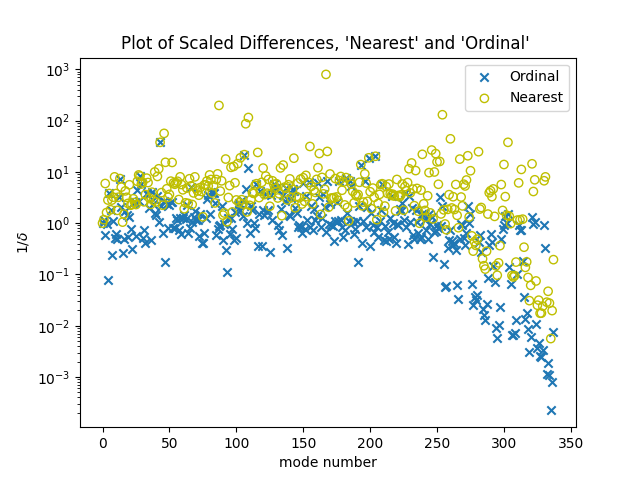 Plot of Scaled Differences, 'Nearest' and 'Ordinal'
Ordinal
Nearest
1/δ
10³
10²
10¹
10⁰
10⁻¹
10⁻²
10⁻³
0 50 100 150 200 250 300 350
mode number